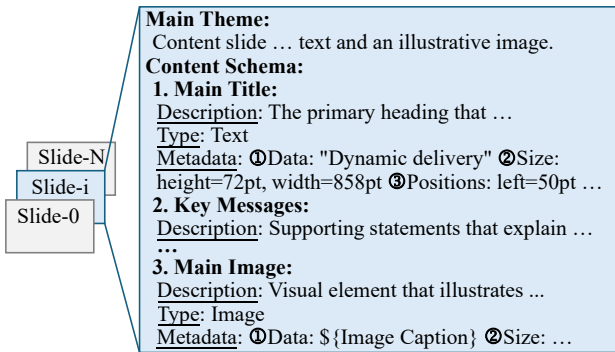 Slide-N
Slide-i
Slide-0
Main Theme:
Content slide … text and an illustrative image.
Content Schema:
1. Main Title:
Description: The primary heading that …
Type: Text
Metadata: ①Data: "Dynamic delivery" ②Size:
height=72pt, width=858pt ③Positions: left=50pt …
2. Key Messages:
Description: Supporting statements that explain …
…
3. Main Image:
Description: Visual element that illustrates ...
Type: Image
Metadata: ①Data: ${Image Caption} ②Size: …